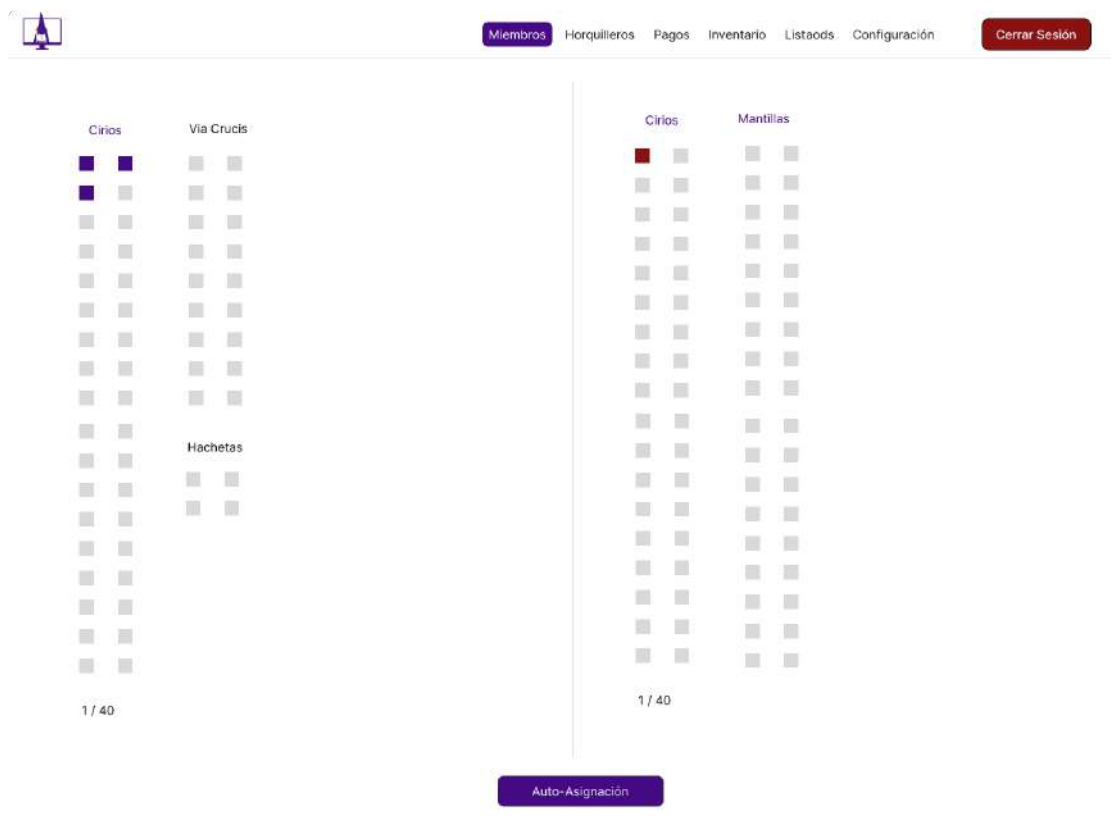 Miembros Horquilleros Pagos Inventario Listaods Configuración Cerrar Sesión
Cirios Via Crucis
Hachetas
1 / 40
Cirios Mantillas
1 / 40
Auto-Asignación